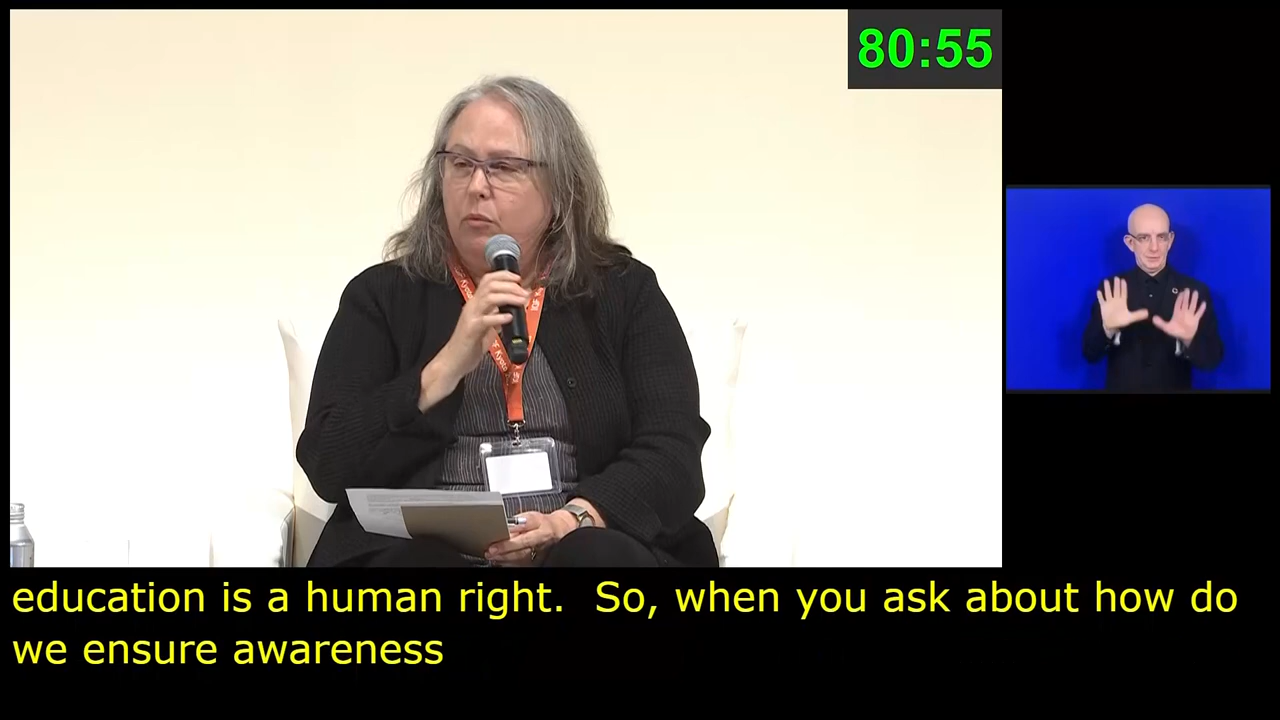 80:55
education is a human right.  So, when you ask about how do
we ensure awareness